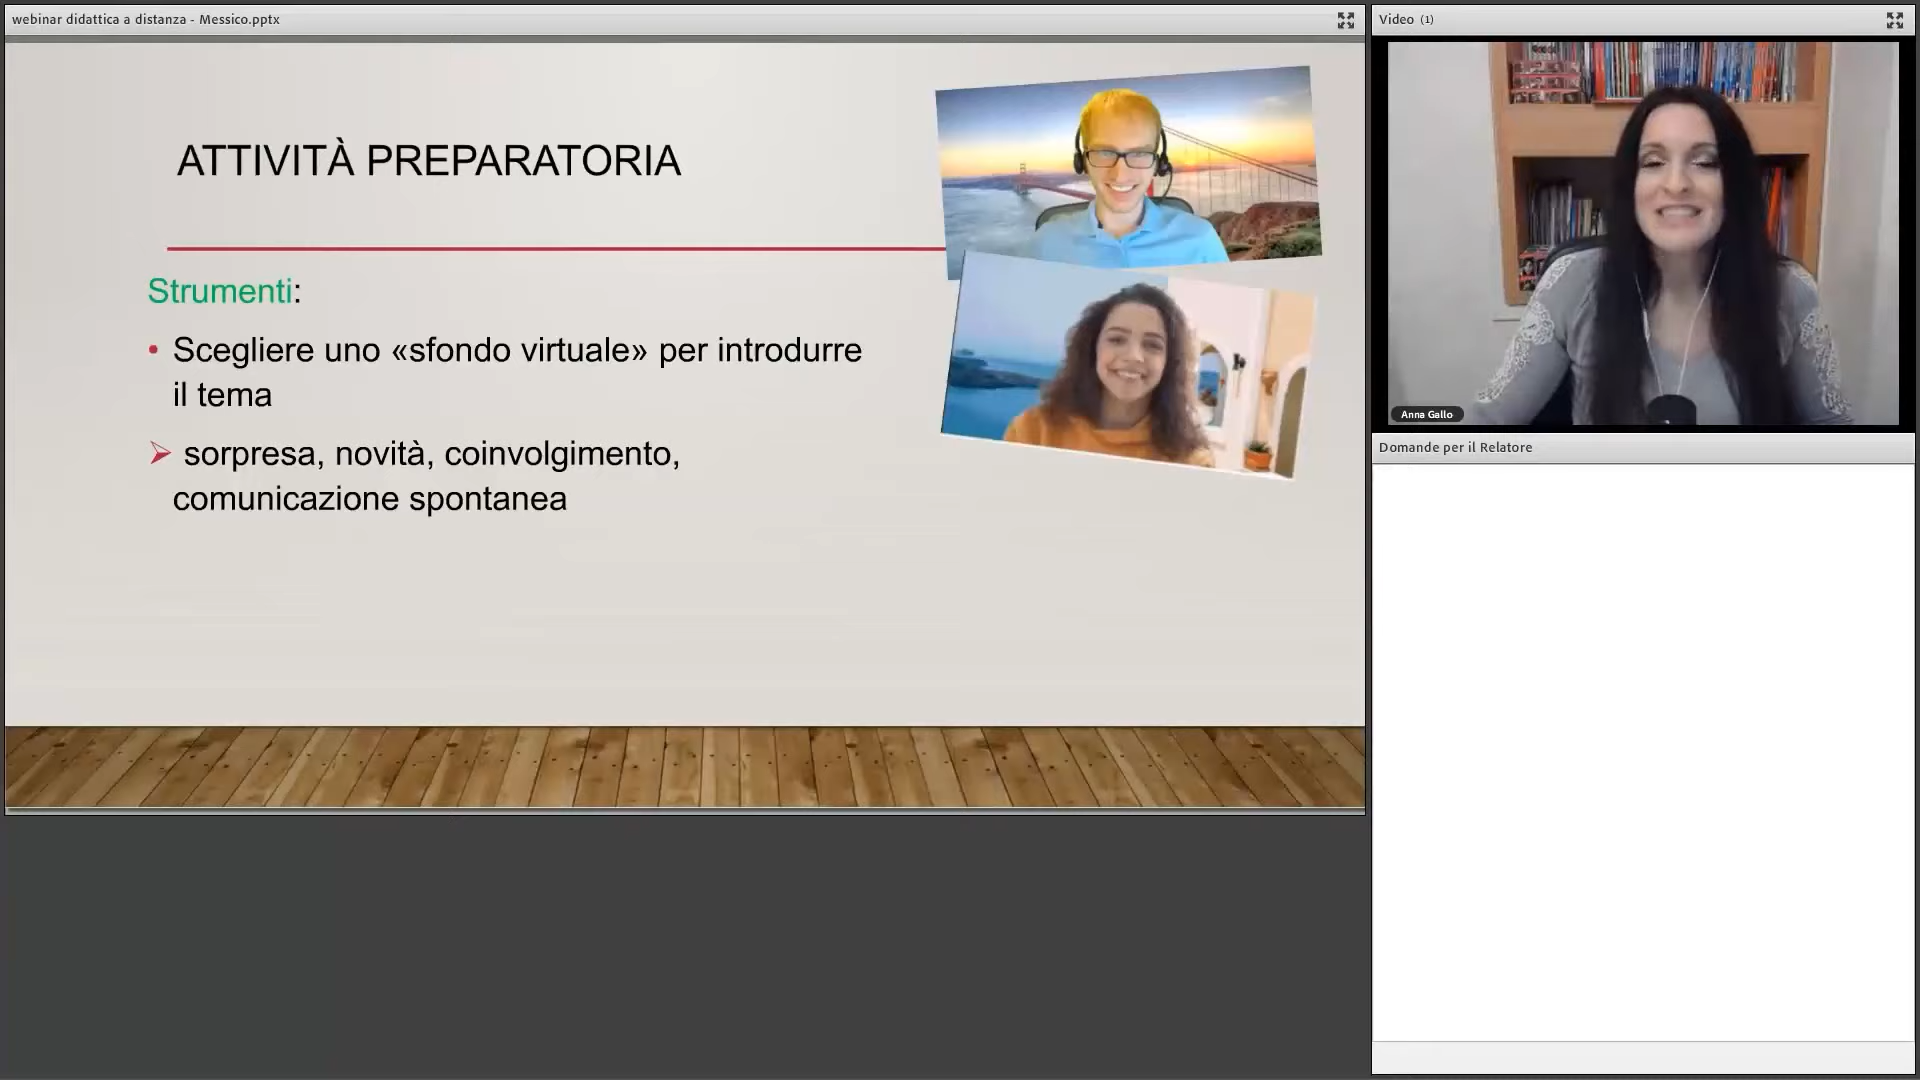 webinar didattica a distanza - Messico.pptx
ATTIVITÀ PREPARATORIA
Strumenti:
• Scegliere uno «sfondo virtuale» per introdurre
il tema
➢ sorpresa, novità, coinvolgimento,
comunicazione spontanea
Video (1)
Anna Gallo
Domande per il Relatore